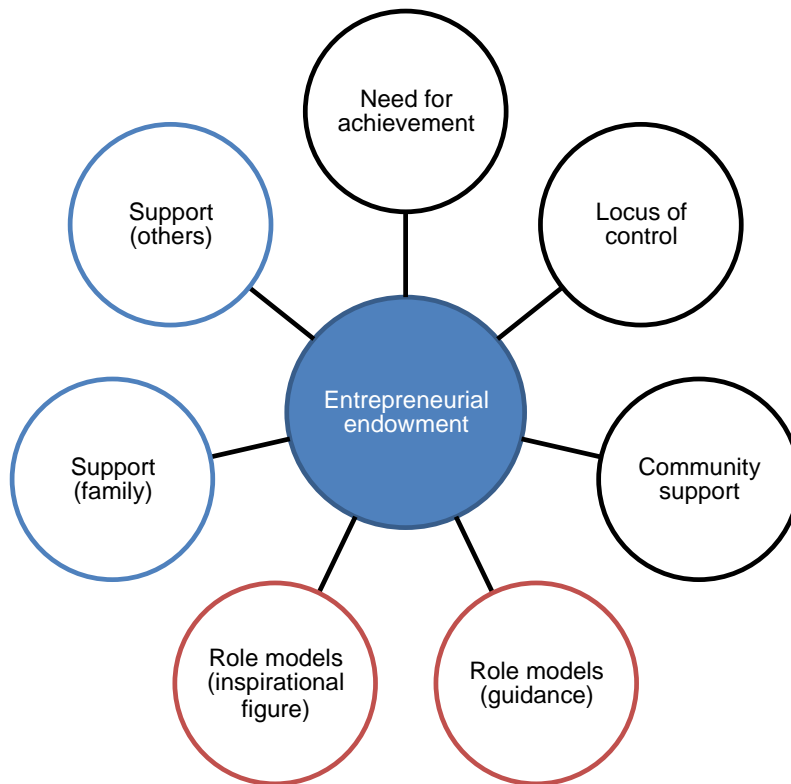 Need for
achievement
Locus of
control
Community
support
Role models
(guidance)
Role models
(inspirational
figure)
Support
(family)
Support
(others)
Entrepreneurial
endowment